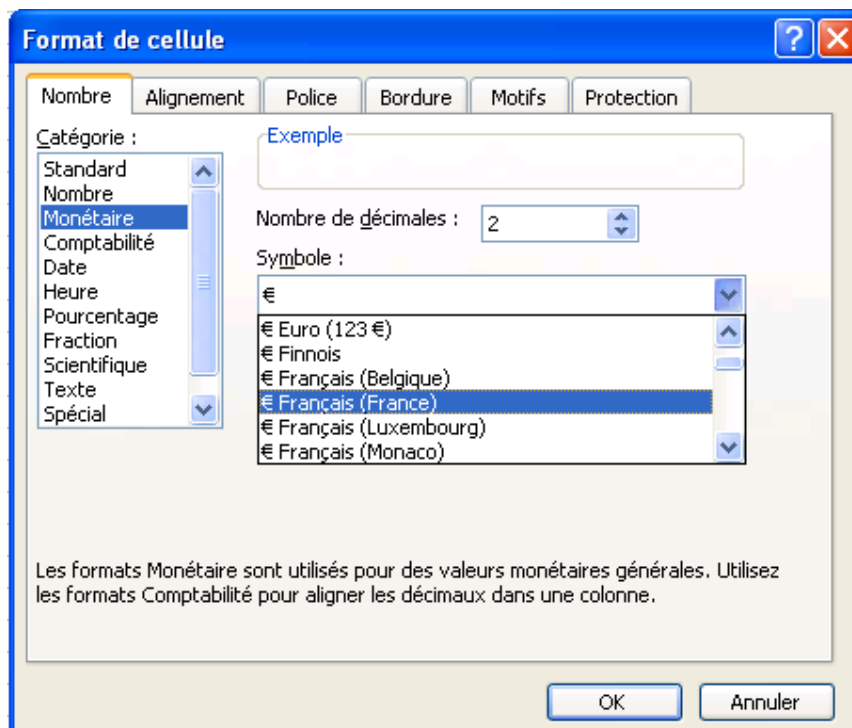 Format de cellule
?
Nombre Alignement Police Bordure Motifs Protection
Catégorie :
Standard
Nombre
Monétaire
Comptabilité
Date
Heure
Pourcentage
Fraction
Scientifique
Texte
Spécial
Exemple
Nombre de décimales : 2
Symbole :
€
€ Euro (123 €)
€ Finnois
€ Français (Belgique)
€ Français (France)
€ Français (Luxembourg)
€ Français (Monaco)
Les formats Monétaire sont utilisés pour des valeurs monétaires générales. Utilisez
les formats Comptabilité pour aligner les décimaux dans une colonne.
OK Annuler